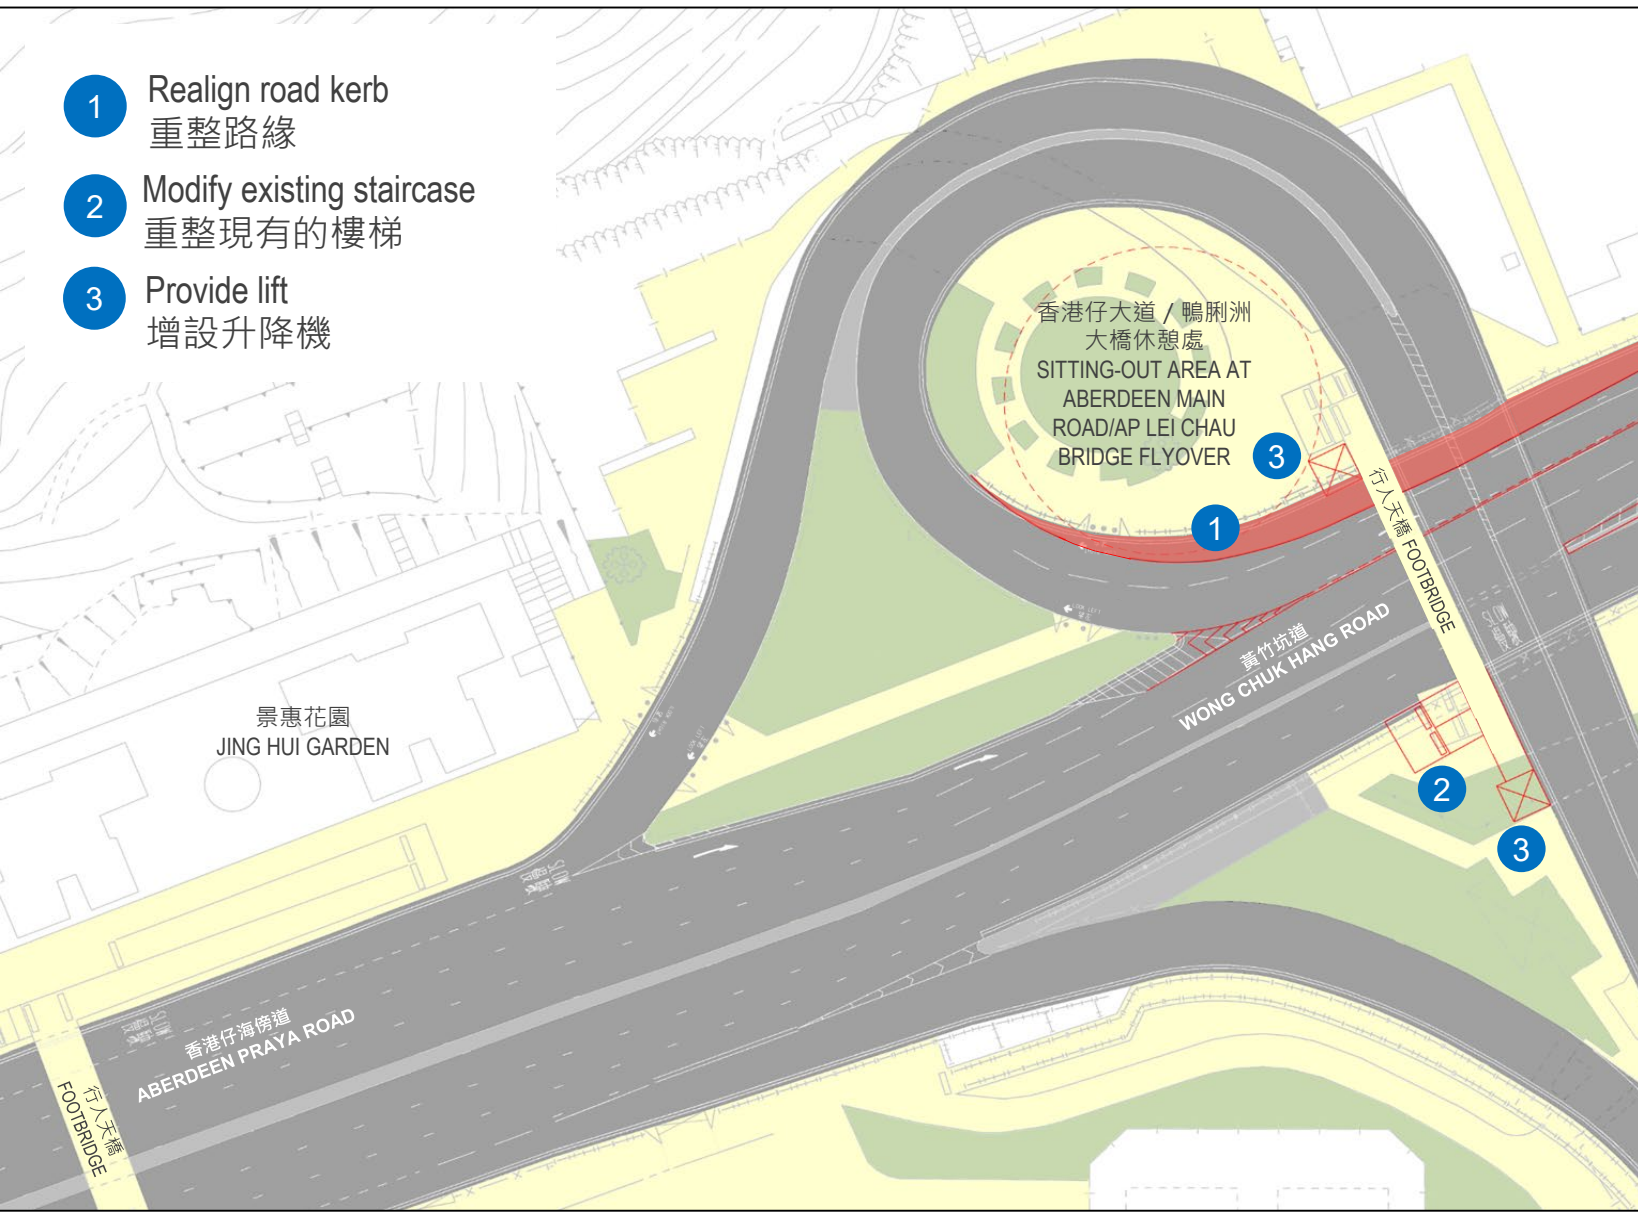 1
Realign road kerb
重整路緣
2
Modify existing staircase
重整現有的樓梯
3
Provide lift
增設升降機
香港仔大道 / 鴨脷洲
大橋休憩處
SITTING-OUT AREA AT
ABERDEEN MAIN
ROAD/AP LEI CHAU
BRIDGE FLYOVER
3
1
行人天橋 FOOTBRIDGE
黃竹坑道
WONG CHUK HANG ROAD
景惠花園
JING HUI GARDEN
2
3
香港仔海傍道
ABERDEEN PRAYA ROAD
行人天橋
FOOTBRIDGE